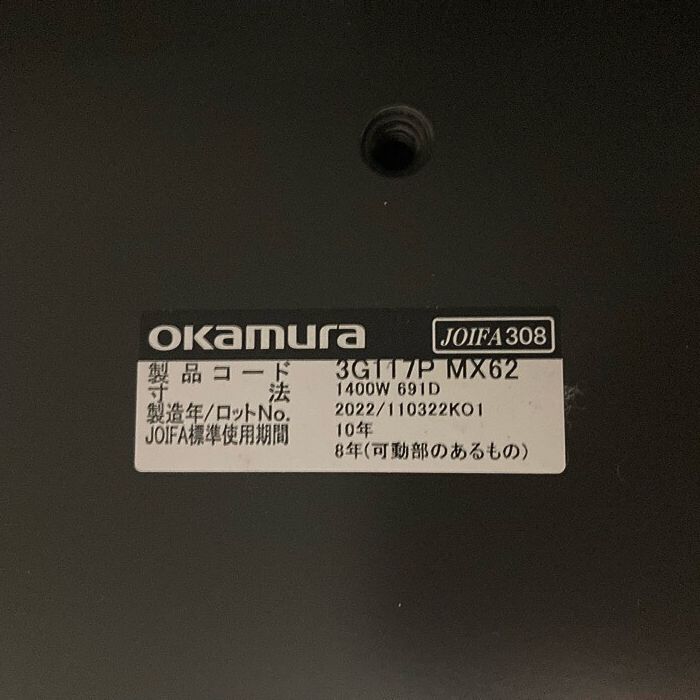 okamura JOIFA308
製品コード 3G117P MX62
寸法 1400W 691D
製造年/ロットNo. 2022/110322KO1
JOIFA標準使用期間 10年
8年(可動部のあるもの)